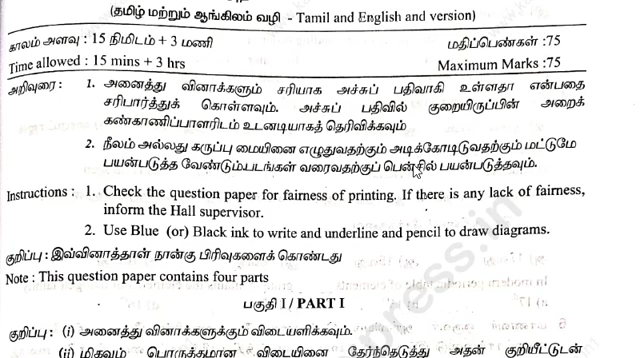 (தமிழ் மற்றும் ஆங்கிலம் வழி - Tamil and English and version)
காலம் அளவு : 15 நிமிடம் + 3 மணி மதிப்பெண்கள் :75
Time allowed : 15 mins + 3 hrs Maximum Marks :75
அறிவுரை : 1. அனைத்து வினாக்களும் சரியாக அச்சுப் பதிவாகி உள்ளதா என்பதை
சரிபார்த்துக் கொள்ளவும். அச்சுப் பதிவில் குறையிருப்பின் அறைக்
கண்காணிப்பாளரிடம் உடனடியாகத் தெரிவிக்கவும்
2. நீலம் அல்லது கருப்பு மையினை எழுதுவதற்கும் அடிக்கோடிடுவதற்கும் மட்டுமே
பயன்படுத்த வேண்டும்படங்கள் வரைவதற்குப் பென்சில் பயன்படுத்தவும்.
Instructions : 1. Check the question paper for fairness of printing. If there is any lack of fairness,
inform the Hall supervisor.
2. Use Blue (or) Black ink to write and underline and pencil to draw diagrams.
குறிப்பு : இவ்வினாத்தாள் நான்கு பிரிவுகளைக் கொண்டது
Note : This question paper contains four parts
பகுதி I / PART I
குறிப்பு : (i) அனைத்து வினாக்களுக்கும் விடையளிக்கவும்.
(ii) மிகவும் பொருத்தமான விடையினை தேர்ந்தெடுத்து அதன் குறியீட்டுடன்
press.in